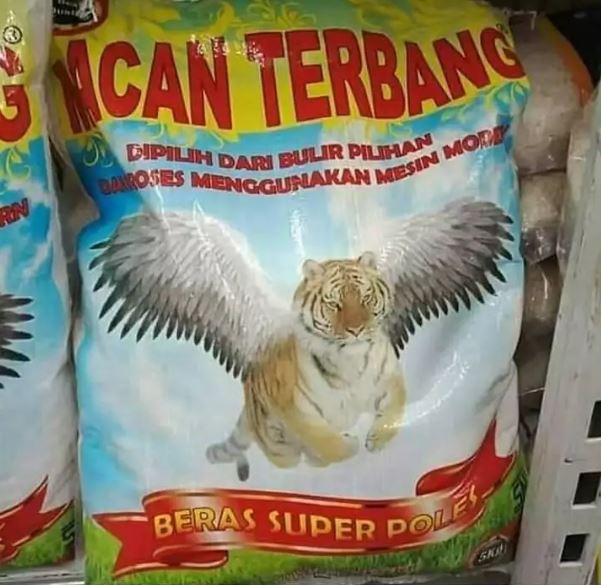 MACAN TERBANG
DIPILIH DARI BULIR PILIHAN
MENGGUNAKAN MESIN
BERAS SUPER POLES
5KG